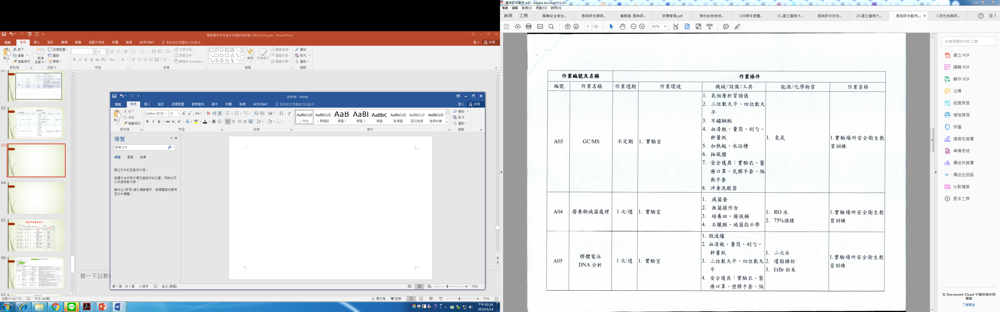 實驗場所安全衛生在職教育訓練 108.04.25.pptx - PowerPoint
檔案 常用 插入 設計 轉場 動畫 投影片放映 校閱 檢視 ACROBAT 告訴我您想要執行的動作... 登入 共用
貼上 剪下 複製 複製格式 剪貼簿
新增 投影片 版面配置 重設 章節 投影片
36 字型
文字方向 對齊文字 轉換成 SmartArt 段落
排列 快速樣式 圖案填滿 圖案外框 圖案效果 繪圖
尋找 取代 選取 編輯
61
62
63
64
65
66
67
按一下以新增
投影片 63/ 72 中文 (台灣) 備忘稿 註解 75%
文件38 - Word
檔案 常用 插入 設計 版面配置 參考資料 郵件 校閱 檢視 ACROBAT 告訴我您想要執行的動作... 登入 共用
貼上 剪下 複製 複製格式 剪貼簿
Calibri (本文) 12 字型 段落
AaBbCcD 內文 AaBbCcD 無間距 AaB 標題 1 AaBl 標題 2 AaBbC 標題 AaBbCcD 副標題 AaBbCcD 區別強調 AaBbCcD 強調斜體 樣式
尋找 取代 選取 編輯
導覽
搜尋文件
標題 頁面 結果
建立文件的互動式外框。
這種方法非常方便您追蹤所在位置，同時也可
以快速移動內容。
請先從 [常用] 索引標籤著手，將標題樣式套用
至文件標題。
第 1 頁，共 1 頁 0 個字 英文 (美國) 70%
下午 03:24
2019/5/14
風險評估範例.pdf - Adobe Acrobat Pro DC
檔案 編輯 檢視(V) 視窗(W) 說明(H)
首頁 工具 職業安全衛生... 風險評估撰寫... 儀器室-風險評... 承攬管理.pdf 學校自我檢核... 106學年度實... 01.國立臺南大... 風險評估技術... 24.國立臺南大... 風險評估範例.... 人因性危害評... 登入
5 / 11 117%
作業編號及名稱 作業條件
編號 作業名稱 作業週期 作業環境 機械/設備/工具 能源/化學物質 作業資格
A03 GC/MS 不定期 1. 實驗室
1. 氣相層析質譜儀
2. 二位數天平、四位數天
平
3. 不鏽鋼瓶
4. 血清瓶、量筒、刮勺、
秤量紙
5. 加熱板、水浴槽
6. 抽風櫃
7. 安全護具：實驗衣、醫
療口罩、乳膠手套、隔
熱手套
8. 沖身洗眼器
1.實驗場所安全衛生教
育訓練
A04 廢棄物滅菌處理 1 次/週 1. 實驗室
1. 滅菌釜
2. 無菌操作台
3. 培養皿、廢液桶
4. 石臘膜、滅菌指示帶
1. RO 水
2. 75%酒精
1.實驗場所安全衛生教
育訓練
A05 膠體電泳
DNA 分析
1 次/週 1. 實驗室
1. 微波爐
2. 血清瓶、量筒、刮勺、
秤量紙
3. 二位數天平、四位數天
平
4. 安全護具：實驗衣、醫
療口罩、塑膠手套、隔
1. 二次水
2. 瓊脂糖粉
3. EtBr 粉末
1.實驗場所安全衛生教
育訓練
在這裡尋找您的工具
建立 PDF
編輯 PDF
轉存 PDF
注釋
組織頁面
增強掃描
保護
填寫和簽署
準備表格
傳送供簽署
傳送並追蹤
比較檔案
更多工具
在 Document Cloud 中儲存和共用
檔案
了解更多